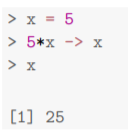 > x = 5
> 5*x -> x
> x
[1] 25